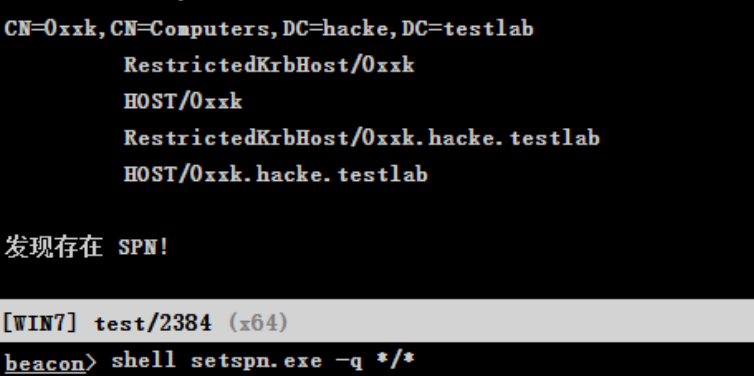 CN=0xxk,CN=Computers,DC=hacke,DC=testlab
RestrictedKrbHost/0xxk
HOST/0xxk
RestrictedKrbHost/0xxk.hacke.testlab
HOST/0xxk.hacke.testlab
发现存在 SPN!
[WIN7] test/2384 (x64)
beacon> shell setspn.exe -q */*